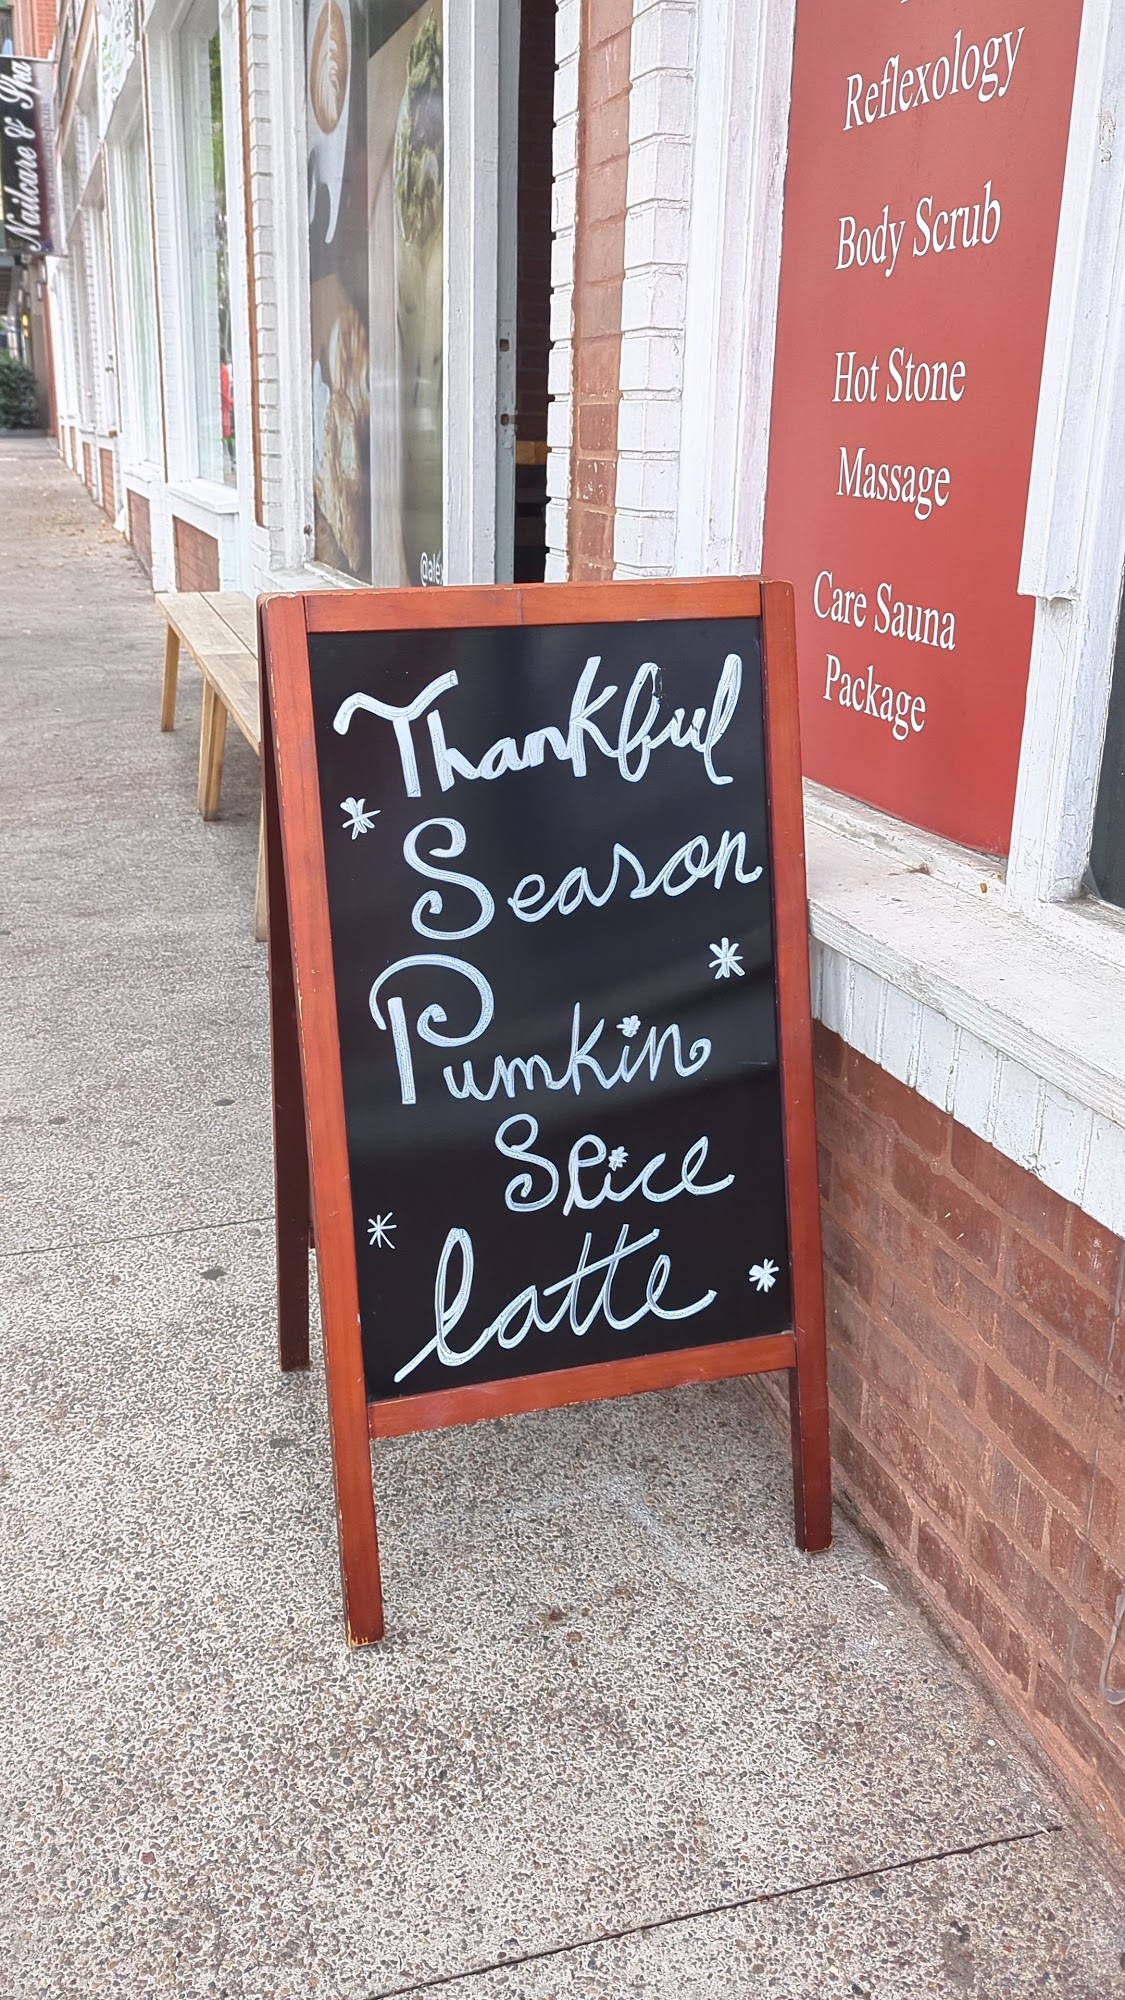 Nailcare & Spa
Reflexology
Body Scrub
Hot Stone
Massage
Care Sauna
Package
Thankful
Season
Pumkin
Spice
latte